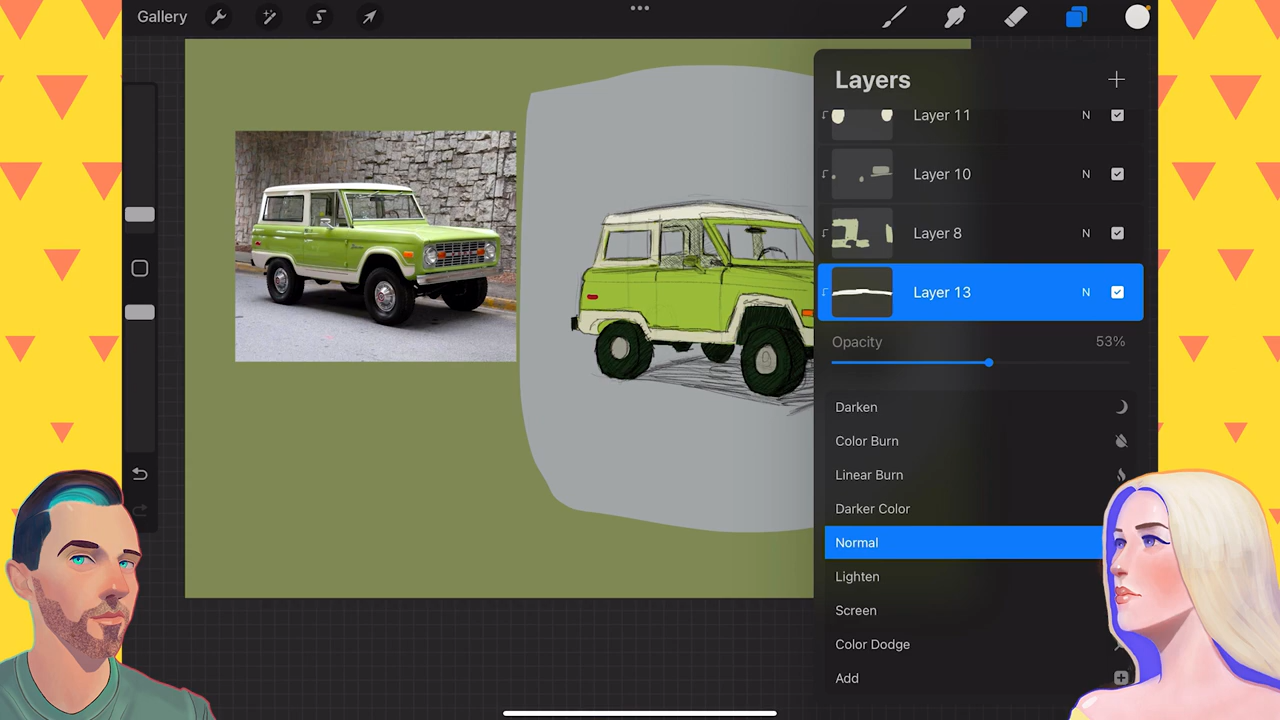 Gallery
Layers
Layer 11 N
Layer 10 N
Layer 8 N
Layer 13 N
Opacity 53%
Darken
Color Burn
Linear Burn
Darker Color
Normal
Lighten
Screen
Color Dodge
Add